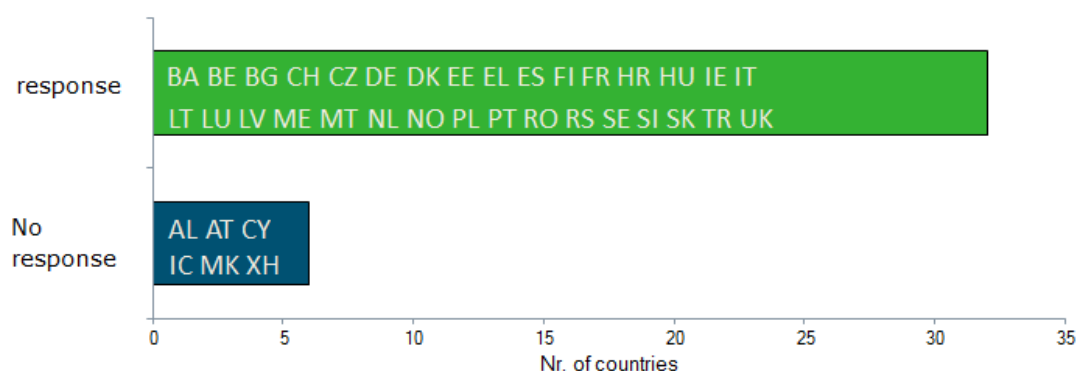 response
BA BE BG CH CZ DE DK EE EL ES FI FR HR HU IE IT
LT LU LV ME MT NL NO PL PT RO RS SE SI SK TR UK
No
response
AL AT CY
IC MK XH
0 5 10 15 20 25 30 35
Nr. of countries